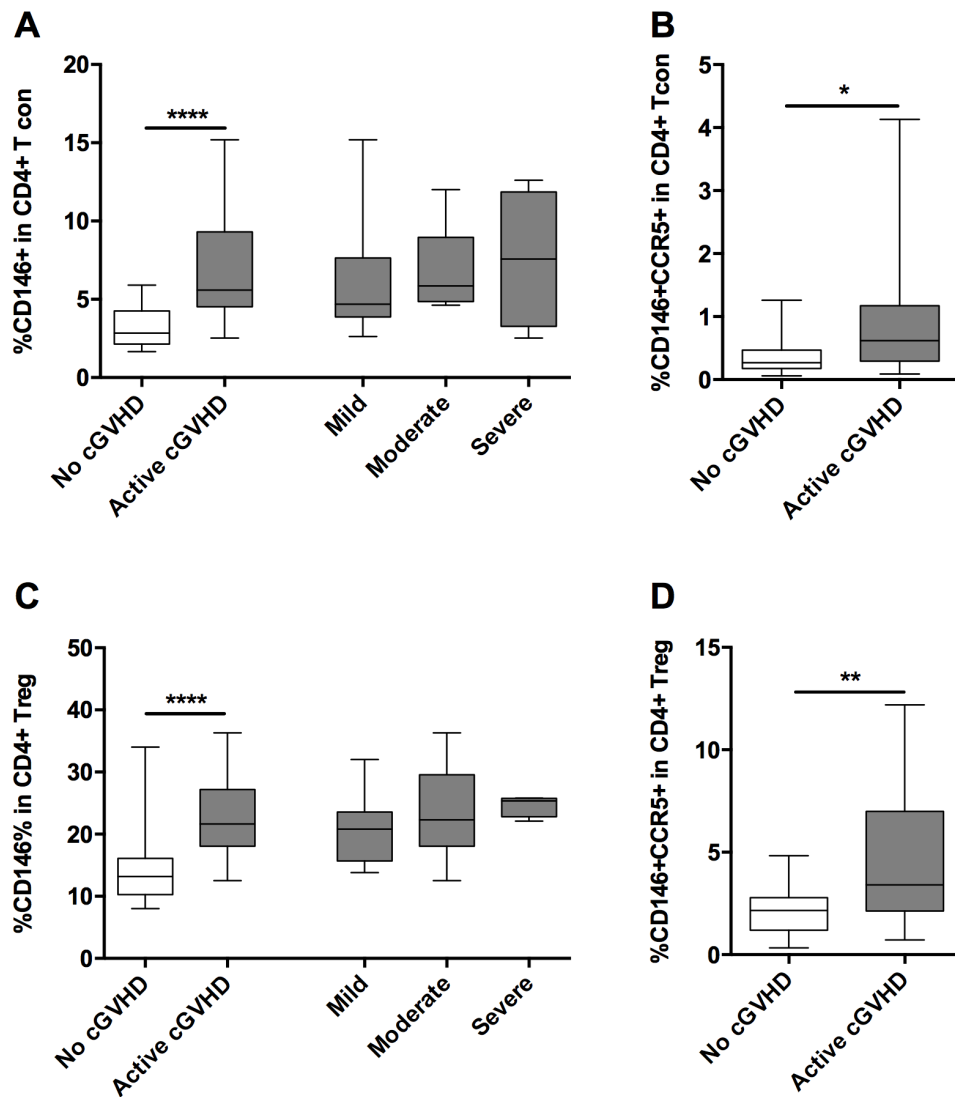 A
%CD146+ in CD4+ T con
20
15
10
5
0
****
No cGVHD
Active cGVHD
Mild
Moderate
Severe
B
%CD146+CCR5+ in CD4+ Tcon
5
4
3
2
1
0
*
No cGVHD
Active cGVHD
C
%CD146% in CD4+ Treg
50
40
30
20
10
0
****
No cGVHD
Active cGVHD
Mild
Moderate
Severe
D
%CD146+CCR5+ in CD4+ Treg
15
10
5
0
**
No cGVHD
Active cGVHD